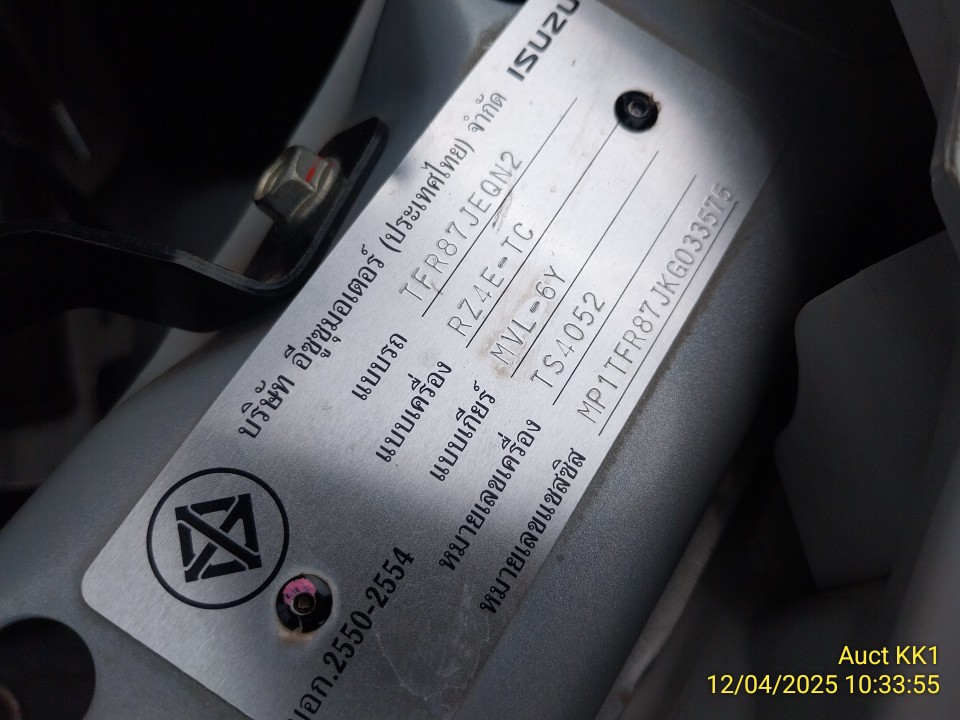 ISUZU
บริษัท อีซูซุมอเตอร์ (ประเทศไทย) จำกัด
แบบรถ TFR87JEQN2
แบบเครื่อง RZ4E-TC
แบบเกียร์ MVL-6Y
หมายเลขเครื่อง TS4052
หมายเลขแชสซิส MP1TFR87JKG033575
มอก.2550-2554
Auct KK1
12/04/2025 10:33:55